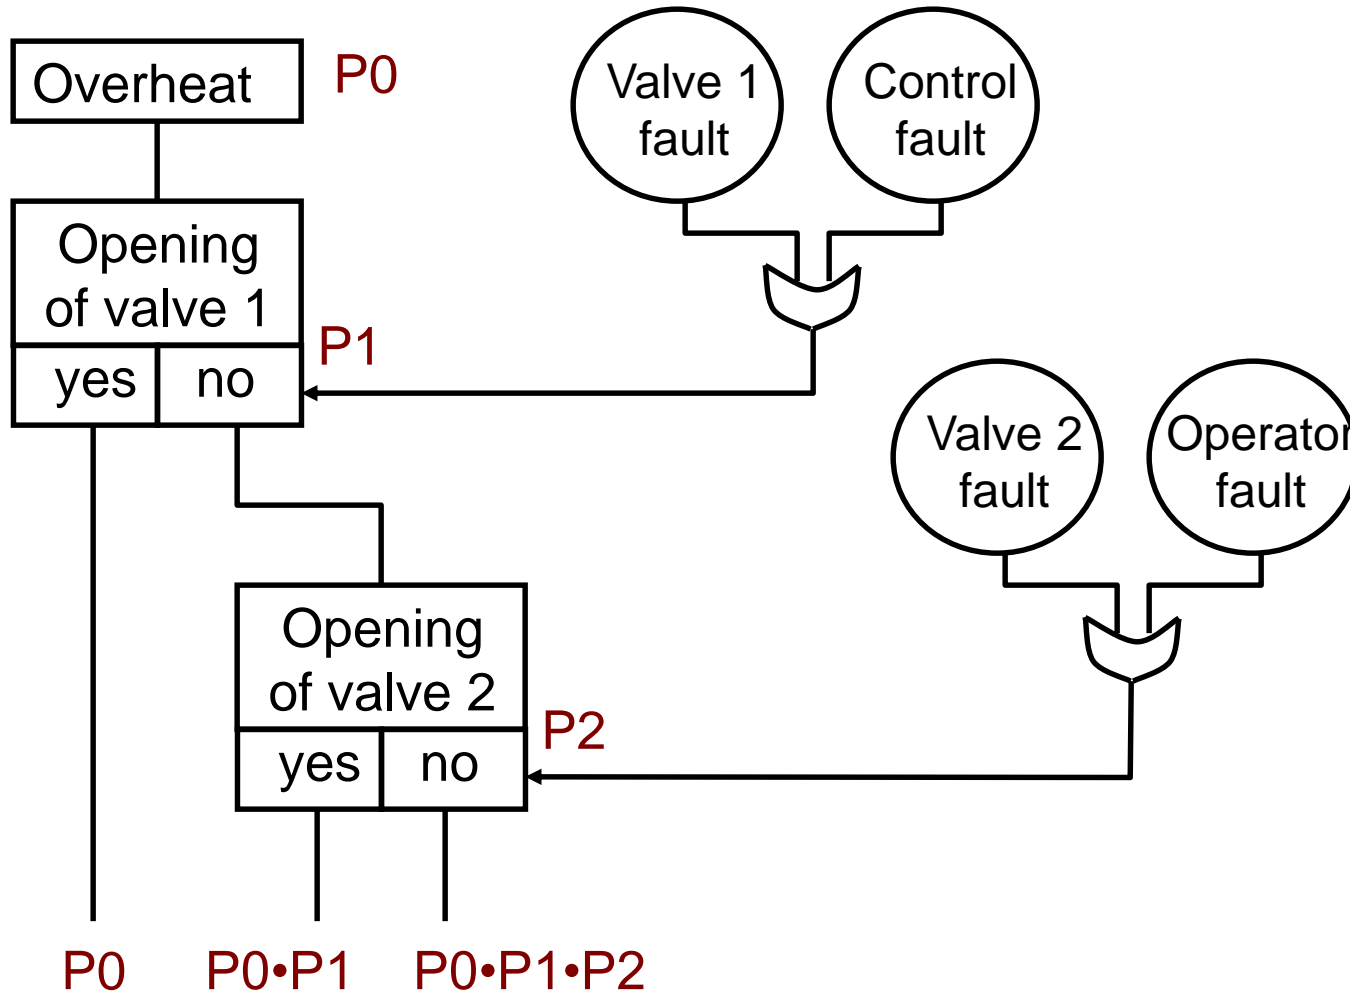 Overheat
P0
Valve 1
fault
Control
fault
Opening
of valve 1
P1
yes
no
Valve 2
fault
Operator
fault
Opening
of valve 2
P2
yes
no
P0
P0•P1
P0•P1•P2